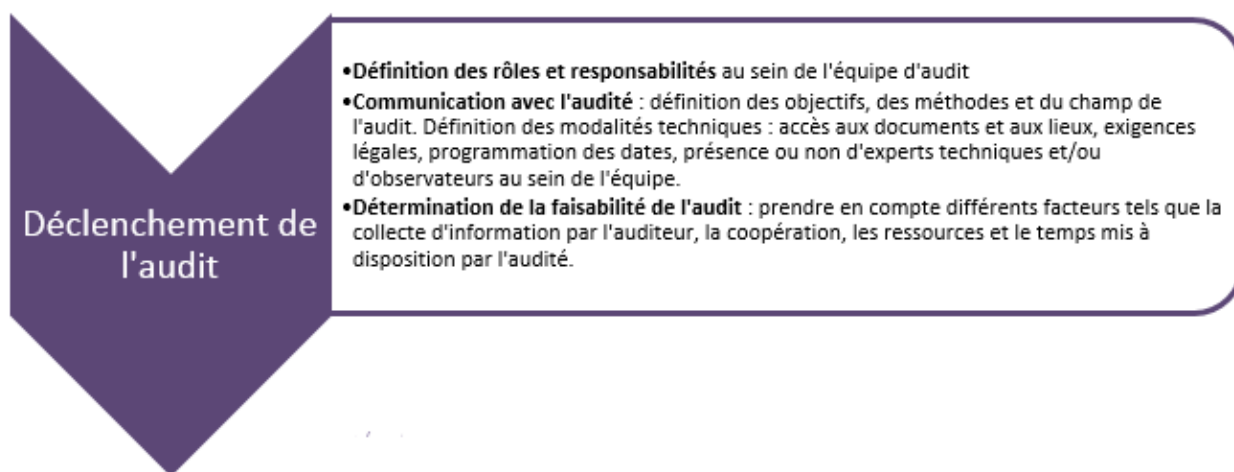 Déclenchement de
l'audit
•Définition des rôles et responsabilités au sein de l'équipe d'audit
•Communication avec l'audité : définition des objectifs, des méthodes et du champ de
l'audit. Définition des modalités techniques : accès aux documents et aux lieux, exigences
légales, programmation des dates, présence ou non d'experts techniques et/ou
d'observateurs au sein de l'équipe.
•Détermination de la faisabilité de l'audit : prendre en compte différents facteurs tels que la
collecte d'information par l'auditeur, la coopération, les ressources et le temps mis à
disposition par l'audité.